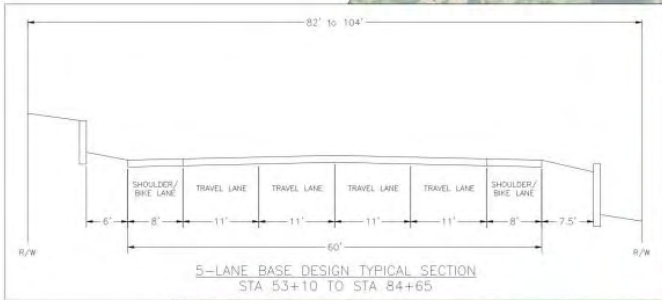 82' to 104'
SHOULDER/ BIKE LANE
TRAVEL LANE
TRAVEL LANE
TRAVEL LANE
TRAVEL LANE
SHOULDER/ BIKE LANE
6' 8' 11' 11' 11' 11' 8' 7.5'
60'
R/W R/W
5-LANE BASE DESIGN TYPICAL SECTION
STA 53+10 TO STA 84+65